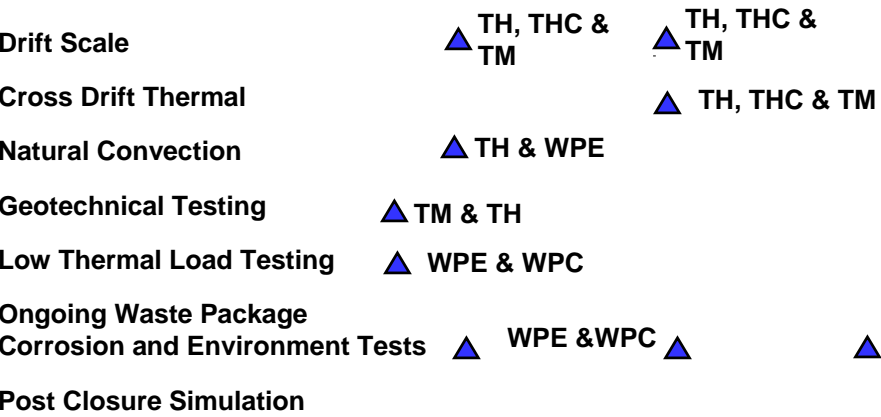 Drift Scale
TH, THC &
TM
TH, THC &
TM
Cross Drift Thermal
TH, THC & TM
Natural Convection
TH & WPE
Geotechnical Testing
TM & TH
Low Thermal Load Testing
WPE & WPC
Ongoing Waste Package
Corrosion and Environment Tests
WPE &WPC
Post Closure Simulation